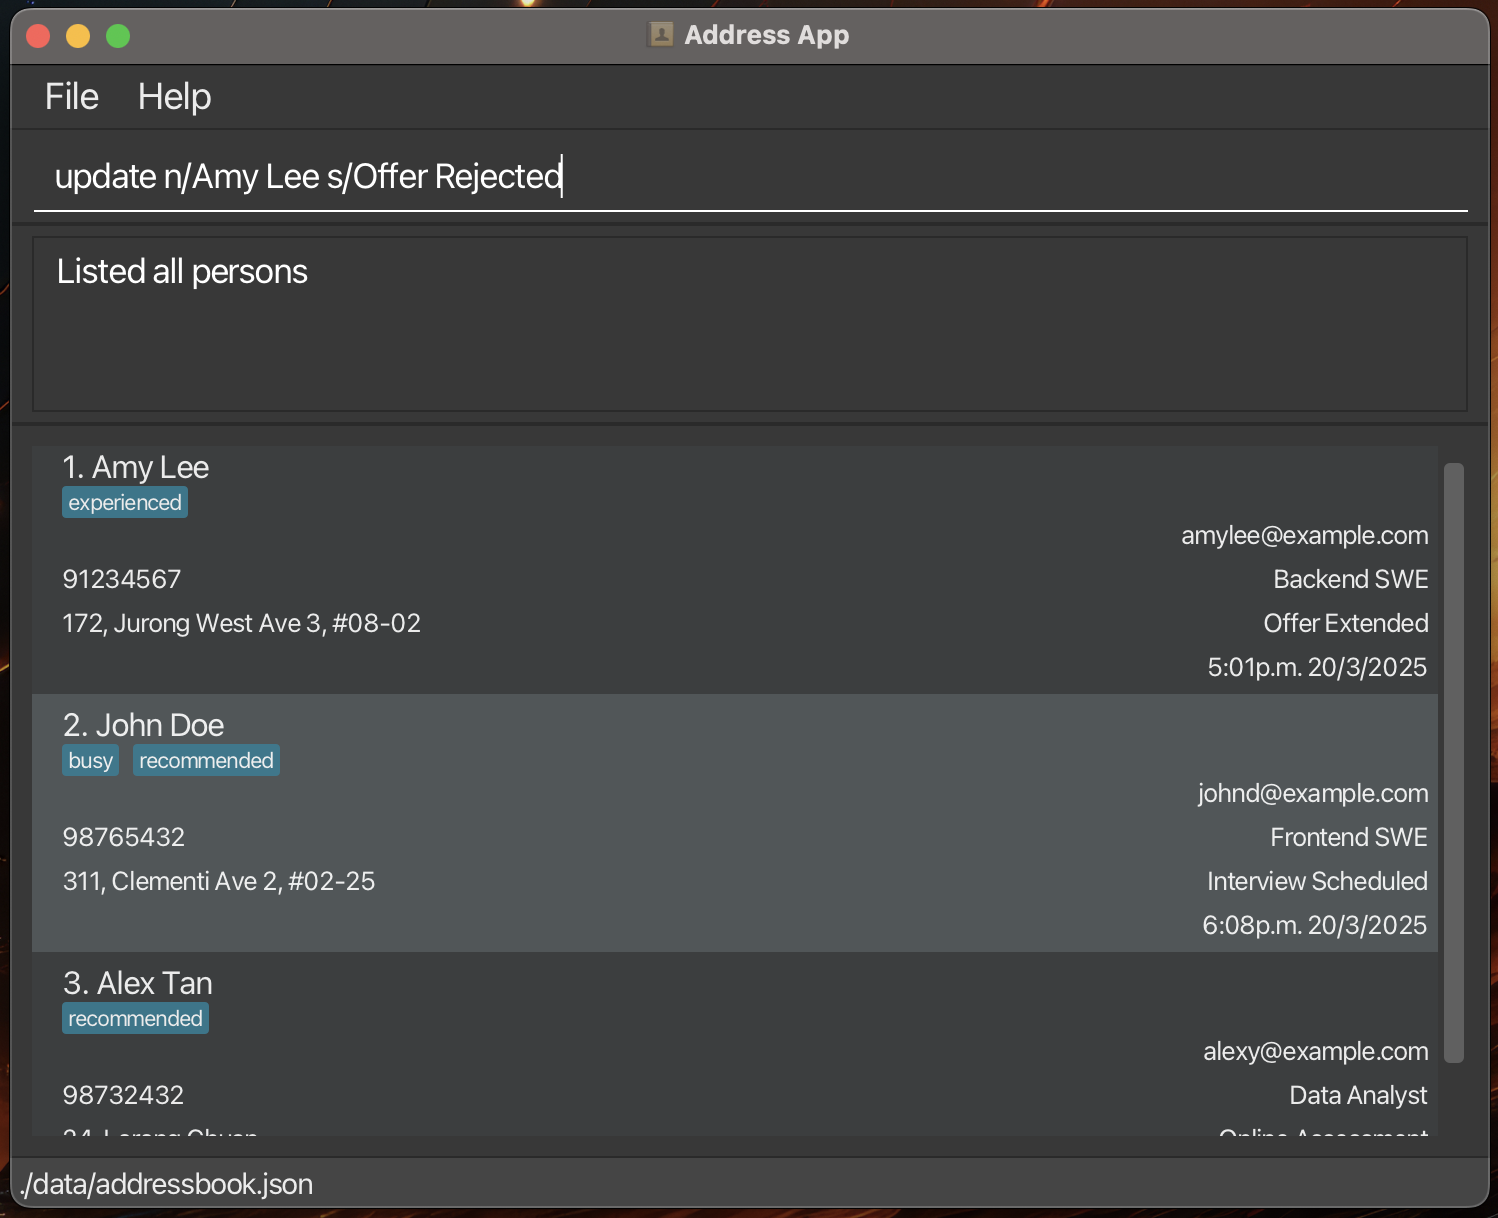 Address App
File Help
update n/Amy Lee s/Offer Rejected
Listed all persons
1. Amy Lee
experienced
amylee@example.com
91234567
Backend SWE
172, Jurong West Ave 3, #08-02
Offer Extended
5:01p.m. 20/3/2025
2. John Doe
busy recommended
johnd@example.com
98765432
Frontend SWE
311, Clementi Ave 2, #02-25
Interview Scheduled
6:08p.m. 20/3/2025
3. Alex Tan
recommended
alexy@example.com
98732432
Data Analyst
Online Assessment
./data/addressbook.json